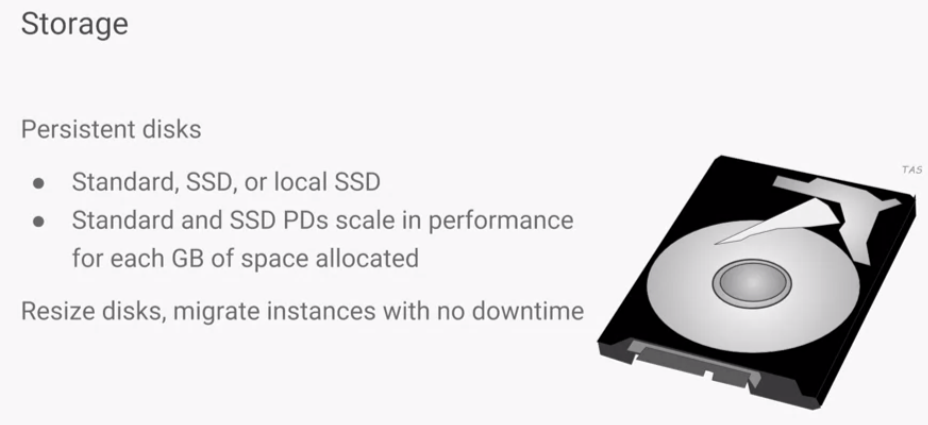 Storage
Persistent disks
● Standard, SSD, or local SSD
● Standard and SSD PDs scale in performance
for each GB of space allocated
Resize disks, migrate instances with no downtime
TAS